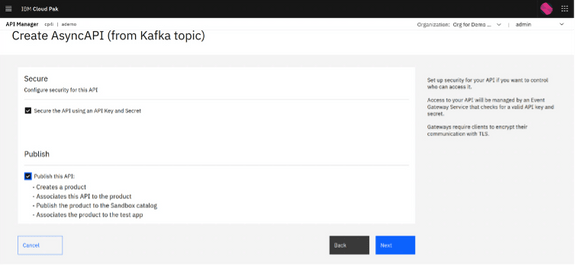 IBM Cloud Pak
API Manager cp4i / ademo Organization: Org for Demo ... admin
Create AsyncAPI (from Kafka topic)
Secure
Configure security for this API
Secure the API using an API Key and Secret
Publish
Publish this API:
- Creates a product
- Associates this API to the product
- Publish the product to the Sandbox catalog
- Associates the product to the test app
Set up security for your API if you want to control
who can access it.
Access to your API will be managed by an Event
Gateway Service that checks for a valid API key and
secret.
Gateways require clients to encrypt their
communication with TLS.
Cancel Back Next